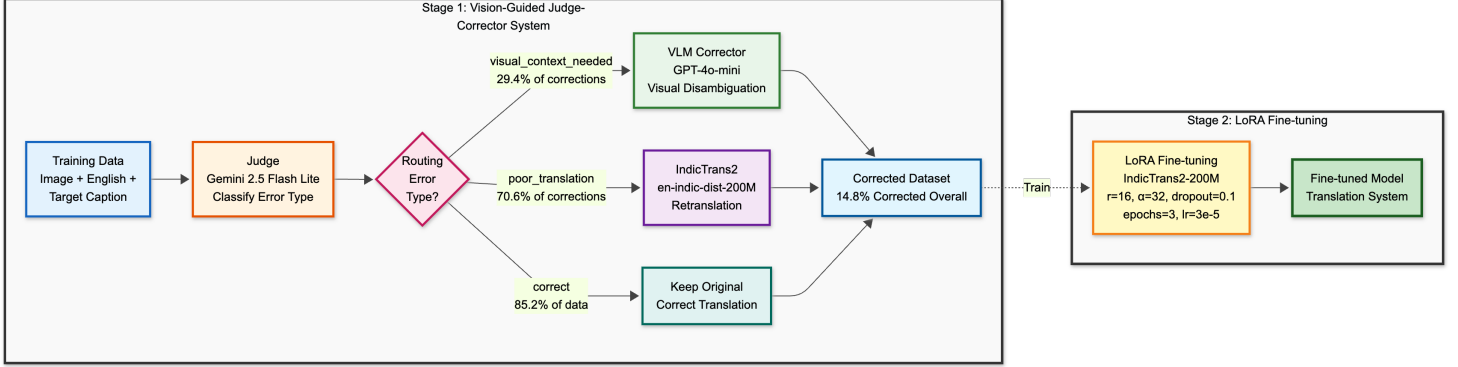 Stage 1: Vision-Guided Judge-
Corrector System
Training Data
Image + English +
Target Caption
Judge
Gemini 2.5 Flash Lite
Classify Error Type
Routing
Error
Type?
visual_context_needed
29.4% of corrections
VLM Corrector
GPT-4o-mini
Visual Disambiguation
poor_translation
70.6% of corrections
IndicTrans2
en-indic-dist-200M
Retranslation
correct
85.2% of data
Keep Original
Correct Translation
Corrected Dataset
14.8% Corrected Overall
Train
Stage 2: LoRA Fine-tuning
LoRA Fine-tuning
IndicTrans2-200M
r=16, α=32, dropout=0.1
epochs=3, lr=3e-5
Fine-tuned Model
Translation System